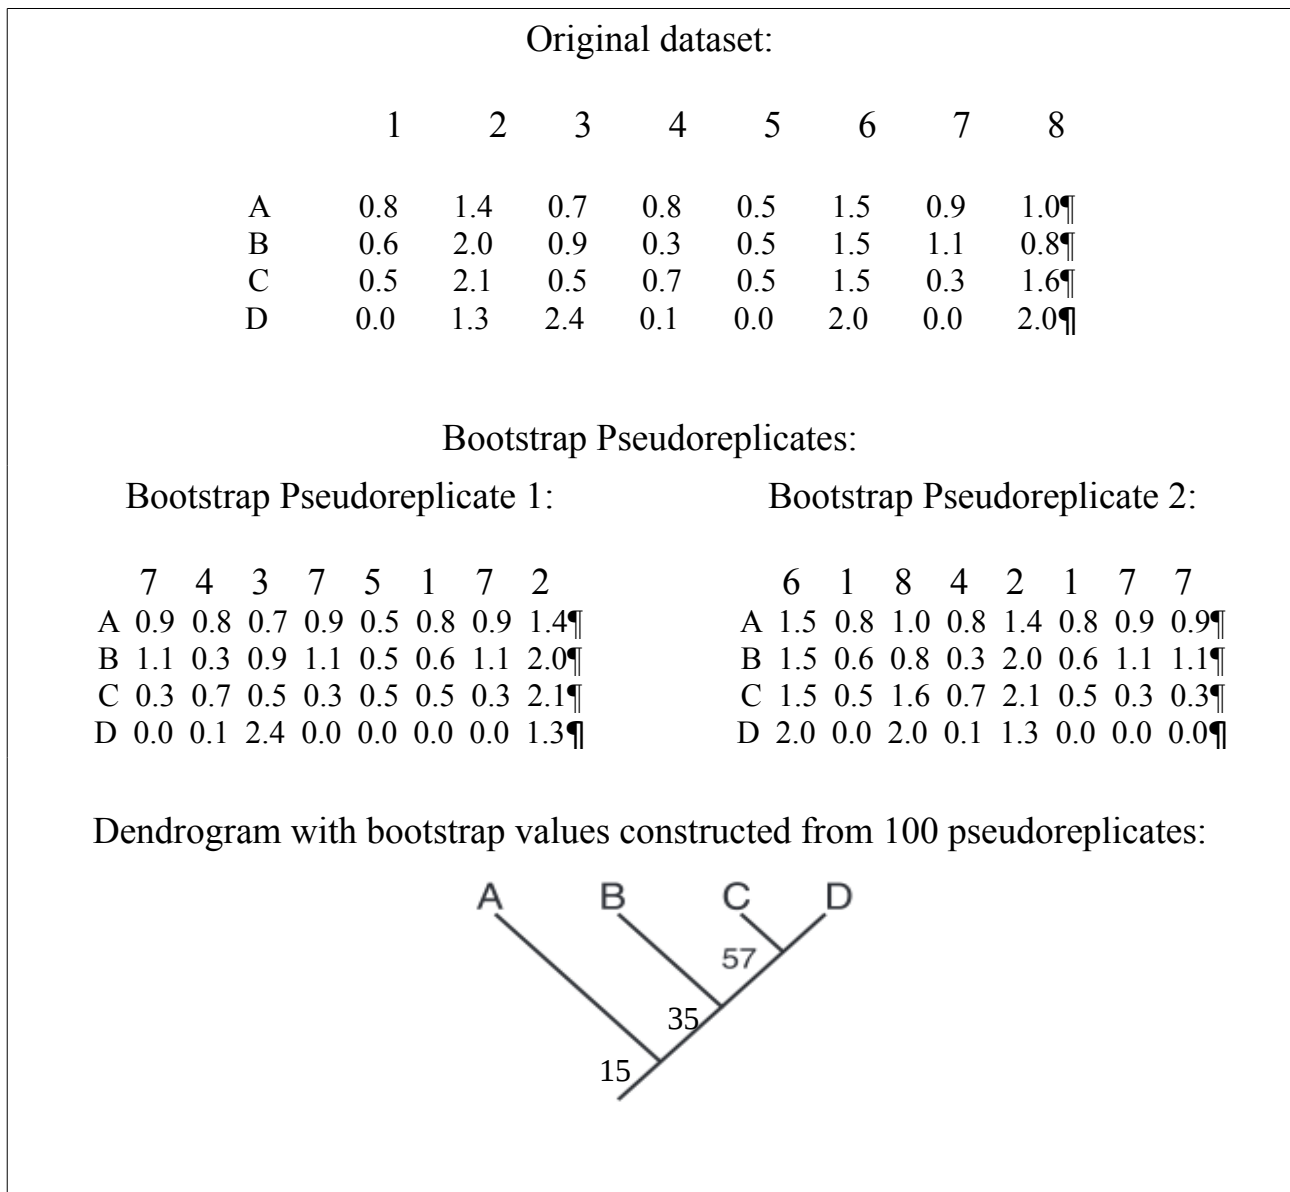 Original dataset:
1 2 3 4 5 6 7 8
A 0.8 1.4 0.7 0.8 0.5 1.5 0.9 1.0¶
B 0.6 2.0 0.9 0.3 0.5 1.5 1.1 0.8¶
C 0.5 2.1 0.5 0.7 0.5 1.5 0.3 1.6¶
D 0.0 1.3 2.4 0.1 0.0 2.0 0.0 2.0¶
Bootstrap Pseudoreplicates:
Bootstrap Pseudoreplicate 1:
7 4 3 7 5 1 7 2
A 0.9 0.8 0.7 0.9 0.5 0.8 0.9 1.4¶
B 1.1 0.3 0.9 1.1 0.5 0.6 1.1 2.0¶
C 0.3 0.7 0.5 0.3 0.5 0.5 0.3 2.1¶
D 0.0 0.1 2.4 0.0 0.0 0.0 0.0 1.3¶
Bootstrap Pseudoreplicate 2:
6 1 8 4 2 1 7 7
A 1.5 0.8 1.0 0.8 1.4 0.8 0.9 0.9¶
B 1.5 0.6 0.8 0.3 2.0 0.6 1.1 1.1¶
C 1.5 0.5 1.6 0.7 2.1 0.5 0.3 0.3¶
D 2.0 0.0 2.0 0.1 1.3 0.0 0.0 0.0¶
Dendrogram with bootstrap values constructed from 100 pseudoreplicates:
A B C D
57
35
15